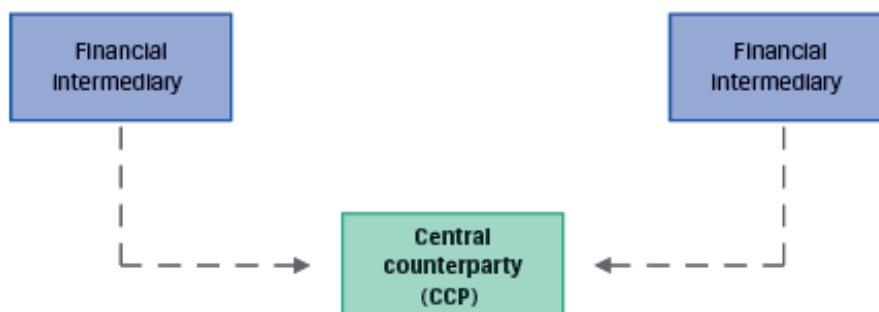 Financial
intermediary
Financial
intermediary
Central
counterparty
(CCP)